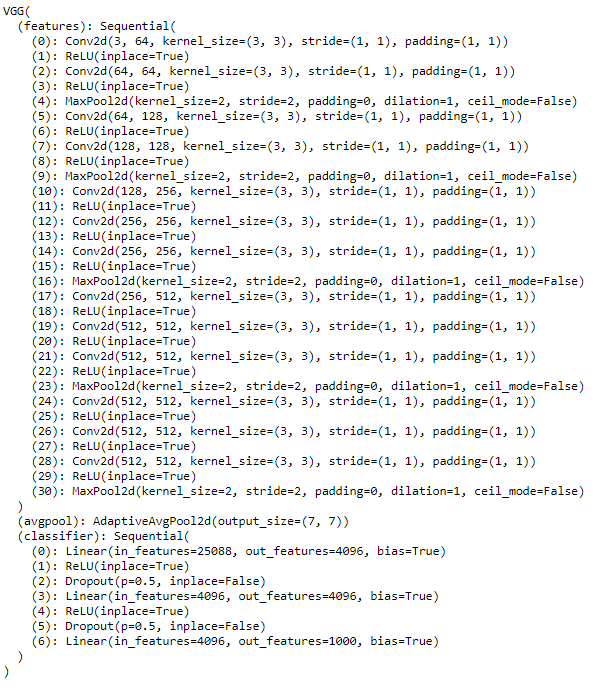 VGG(
  (features): Sequential(
    (0): Conv2d(3, 64, kernel_size=(3, 3), stride=(1, 1), padding=(1, 1))
    (1): ReLU(inplace=True)
    (2): Conv2d(64, 64, kernel_size=(3, 3), stride=(1, 1), padding=(1, 1))
    (3): ReLU(inplace=True)
    (4): MaxPool2d(kernel_size=2, stride=2, padding=0, dilation=1, ceil_mode=False)
    (5): Conv2d(64, 128, kernel_size=(3, 3), stride=(1, 1), padding=(1, 1))
    (6): ReLU(inplace=True)
    (7): Conv2d(128, 128, kernel_size=(3, 3), stride=(1, 1), padding=(1, 1))
    (8): ReLU(inplace=True)
    (9): MaxPool2d(kernel_size=2, stride=2, padding=0, dilation=1, ceil_mode=False)
    (10): Conv2d(128, 256, kernel_size=(3, 3), stride=(1, 1), padding=(1, 1))
    (11): ReLU(inplace=True)
    (12): Conv2d(256, 256, kernel_size=(3, 3), stride=(1, 1), padding=(1, 1))
    (13): ReLU(inplace=True)
    (14): Conv2d(256, 256, kernel_size=(3, 3), stride=(1, 1), padding=(1, 1))
    (15): ReLU(inplace=True)
    (16): MaxPool2d(kernel_size=2, stride=2, padding=0, dilation=1, ceil_mode=False)
    (17): Conv2d(256, 512, kernel_size=(3, 3), stride=(1, 1), padding=(1, 1))
    (18): ReLU(inplace=True)
    (19): Conv2d(512, 512, kernel_size=(3, 3), stride=(1, 1), padding=(1, 1))
    (20): ReLU(inplace=True)
    (21): Conv2d(512, 512, kernel_size=(3, 3), stride=(1, 1), padding=(1, 1))
    (22): ReLU(inplace=True)
    (23): MaxPool2d(kernel_size=2, stride=2, padding=0, dilation=1, ceil_mode=False)
    (24): Conv2d(512, 512, kernel_size=(3, 3), stride=(1, 1), padding=(1, 1))
    (25): ReLU(inplace=True)
    (26): Conv2d(512, 512, kernel_size=(3, 3), stride=(1, 1), padding=(1, 1))
    (27): ReLU(inplace=True)
    (28): Conv2d(512, 512, kernel_size=(3, 3), stride=(1, 1), padding=(1, 1))
    (29): ReLU(inplace=True)
    (30): MaxPool2d(kernel_size=2, stride=2, padding=0, dilation=1, ceil_mode=False)
  )
  (avgpool): AdaptiveAvgPool2d(output_size=(7, 7))
  (classifier): Sequential(
    (0): Linear(in_features=25088, out_features=4096, bias=True)
    (1): ReLU(inplace=True)
    (2): Dropout(p=0.5, inplace=False)
    (3): Linear(in_features=4096, out_features=4096, bias=True)
    (4): ReLU(inplace=True)
    (5): Dropout(p=0.5, inplace=False)
    (6): Linear(in_features=4096, out_features=1000, bias=True)
  )
)